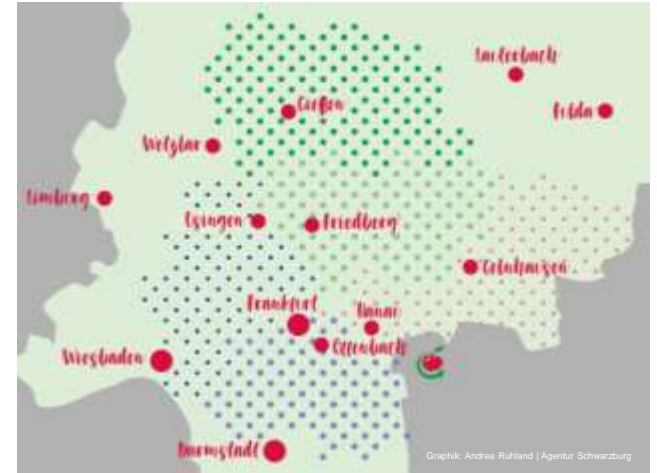 Lauterbach
Gießen
Fulda
Wetzlar
Limburg
Usingen
Friedberg
Gelnhausen
Frankfurt
Hanau
Offenbach
Wiesbaden
Darmstadt
Graphik: Andrea Ruhland | Agentur Schwarzburg